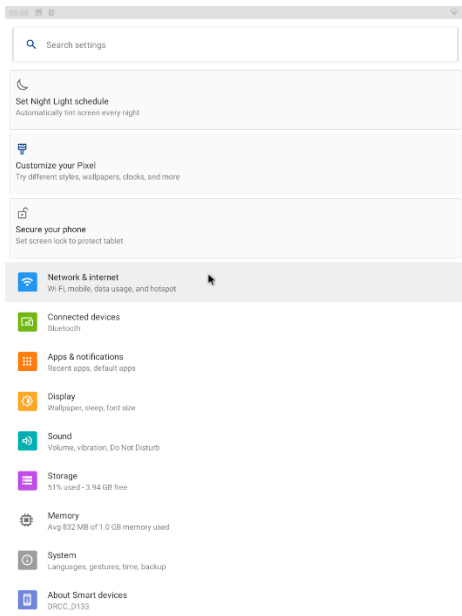 05:08
Search settings
Set Night Light schedule
Automatically tint screen every night
Customize your Pixel
Try different styles, wallpapers, clocks, and more
Secure your phone
Set screen lock to protect tablet
Network & internet
Wi Fi, mobile, data usage, and hotspot
Connected devices
Bluetooth
Apps & notifications
Recent apps, default apps
Display
Wallpaper, sleep, font size
Sound
Volume, vibration, Do Not Disturb
Storage
51% used - 3.94 GB free
Memory
Avg 832 MB of 1.0 GB memory used
System
Languages, gestures, time, backup
About Smart devices
DRCC_D133